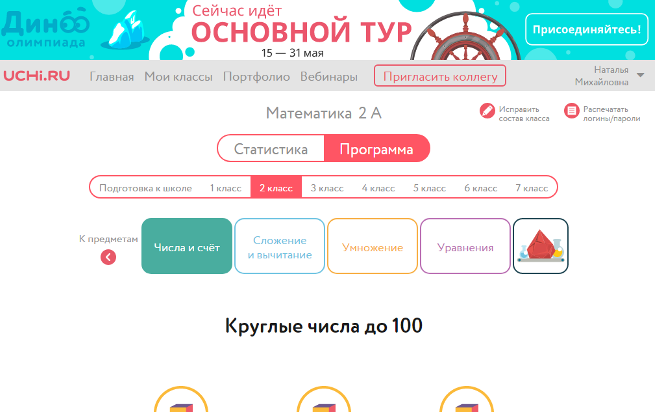 Дино
олимпиада
Сейчас идёт
ОСНОВНОЙ ТУР
15 — 31 мая
Присоединяйтесь!
UCHi.RU
Главная
Мои классы
Портфолио
Вебинары
Пригласить коллегу
Наталья
Михайловна
Математика 2 А
Исправить
состав класса
Распечатать
логины/пароли
Статистика
Программа
Подготовка к школе
1 класс
2 класс
3 класс
4 класс
5 класс
6 класс
7 класс
К предметам
Числа и счёт
Сложение
и вычитание
Умножение
Уравнения
Круглые числа до 100